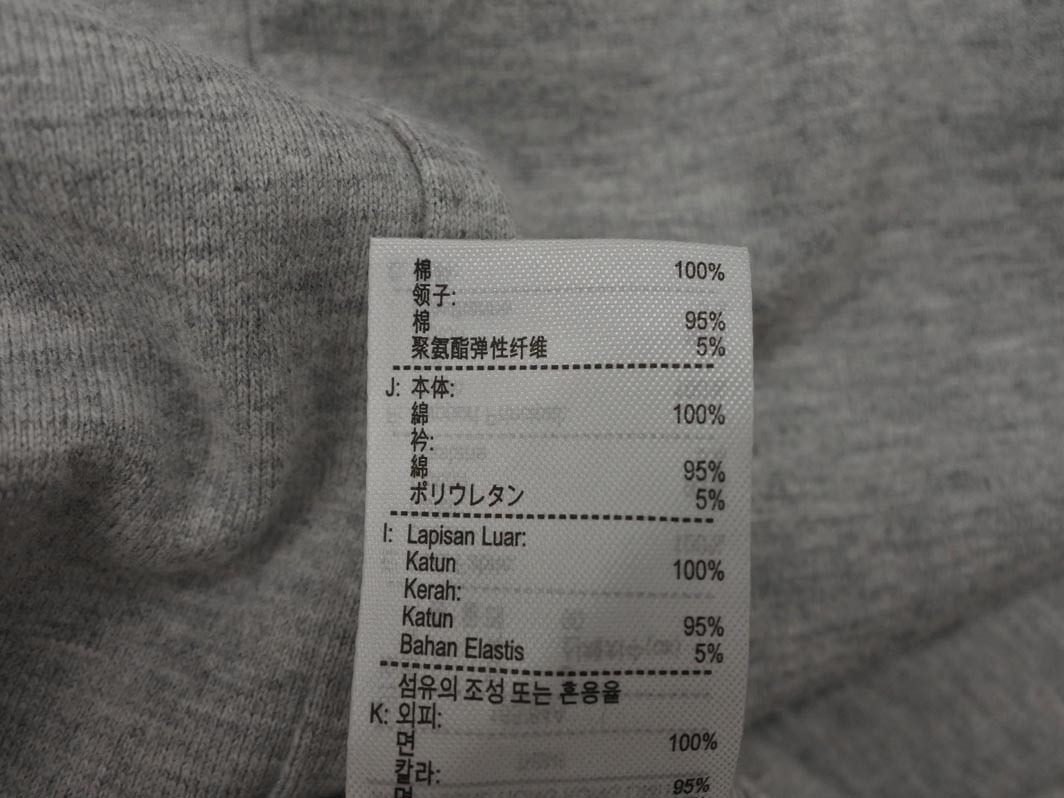 棉 100%
领子:
棉 95%
聚氨酯弹性纤维 5%
J: 本体:
綿 100%
衿:
綿 95%
ポリウレタン 5%
I: Lapisan Luar:
Katun 100%
Kerah:
Katun 95%
Bahan Elastis 5%
섬유의 조성 또는 혼용율
K: 외피:
면 100%
칼라:
면 95%